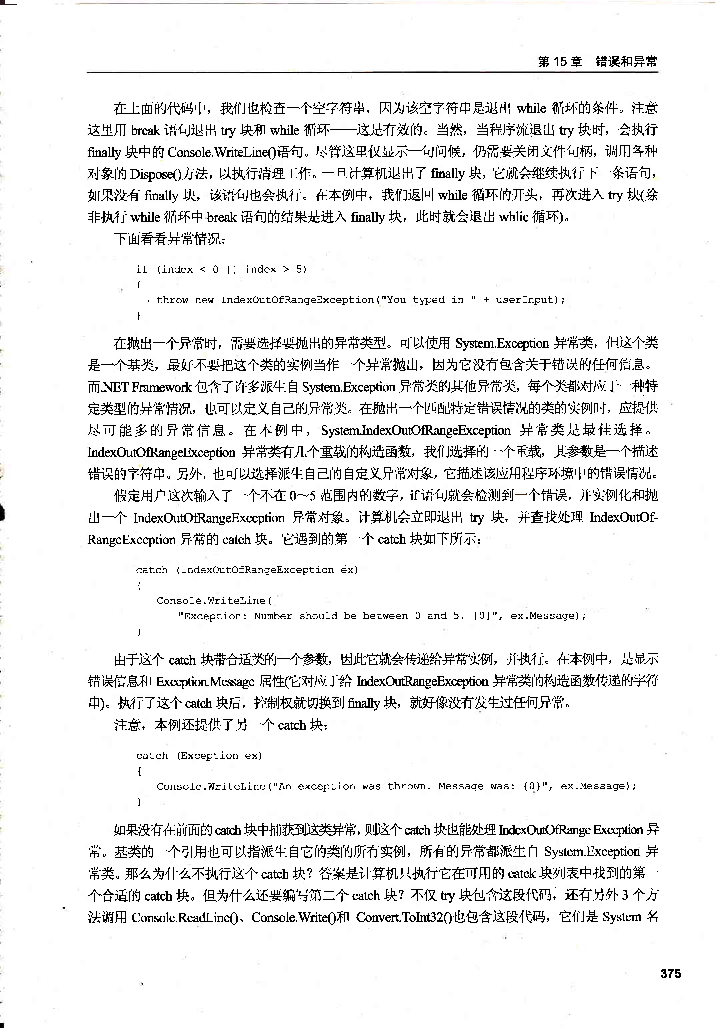 第 15 章 错误和异常
在上面的代码中，我们也检查一个空字符串，因为该空字符串是退出 while 循环的条件。注意
这里用 break 语句退出 try 块和 while 循环——这是有效的。当然，当程序流退出 try 块时，会执行
finally 块中的 Console.WriteLine()语句。尽管这里仅显示一句问候，仍需要关闭文件句柄，调用各种
对象的 Dispose()方法，以执行清理工作。一旦计算机退出了 finally 块，它就会继续执行下一条语句，
如果没有 finally 块，该语句也会执行。在本例中，我们返回 while 循环的开头，再次进入 try 块(除
非执行 while 循环中 break 语句的结果是进入 finally 块，此时就会退出 while 循环)。
下面看看异常情况：
if (index < 0 || index > 5)
{
throw new IndexOutOfRangeException("You typed in " + userInput);
}
在抛出一个异常时，需要选择要抛出的异常类型。可以使用 System.Exception 异常类，但这个类
是一个基类，最好不要把这个类的实例当作一个异常抛出，因为它没有包含关于错误的任何信息。
而.NET Framework 包含了许多派生自 System.Exception 异常类的其他异常类，每个类都对应于一种特
定类型的异常情况，也可以定义自己的异常类。在抛出一个匹配特定错误情况的类的实例时，应提供
尽可能多的异常信息。在本例中，System.IndexOutOfRangeException 异常类是最佳选择。
IndexOutOfRangeException 异常类有几个重载的构造函数，我们选择的一个重载，其参数是一个描述
错误的字符串。另外，也可以选择派生自己的自定义异常对象，它描述该应用程序环境中的错误情况。
假定用户这次输入了一个不在 0～5 范围内的数字，if 语句就会检测到一个错误，并实例化和抛
出一个 IndexOutOfRangeException 异常对象。计算机会立即退出 try 块，并查找处理 IndexOutOf-
RangeException 异常的 catch 块。它遇到的第一个 catch 块如下所示：
catch (IndexOutOfRangeException ex)
{
Console.WriteLine(
"Exception: Number should be between 0 and 5. {0}", ex.Message);
}
由于这个 catch 块带合适类的一个参数，因此它就会传递给异常实例，并执行。在本例中，是显示
错误信息和 Exception.Message 属性(它对应于给 IndexOutRangeException 异常类的构造函数传递的字符
串)。执行了这个 catch 块后，控制权就切换到 finally 块，就好像没有发生过任何异常。
注意，本例还提供了另一个 catch 块：
catch (Exception ex)
{
Console.WriteLine("An exception was thrown. Message was: {0}", ex.Message);
}
如果没有在前面的 catch 块中捕获到这类异常，则这个 catch 块也能处理 IndexOutOfRange Exception 异
常。基类的一个引用也可以指派生自它的类的所有实例，所有的异常都派生自 System.Exception 异
常类。那么为什么不执行这个 catch 块？答案是计算机只执行它在可用的 catck 块列表中找到的第一
个合适的 catch 块。但为什么还要编写第二个 catch 块？不仅 try 块包含这段代码，还有另外 3 个方
法调用 Console.ReadLine()、Console.Write()和 Convert.ToInt32()也包含这段代码，它们是 System 名
375